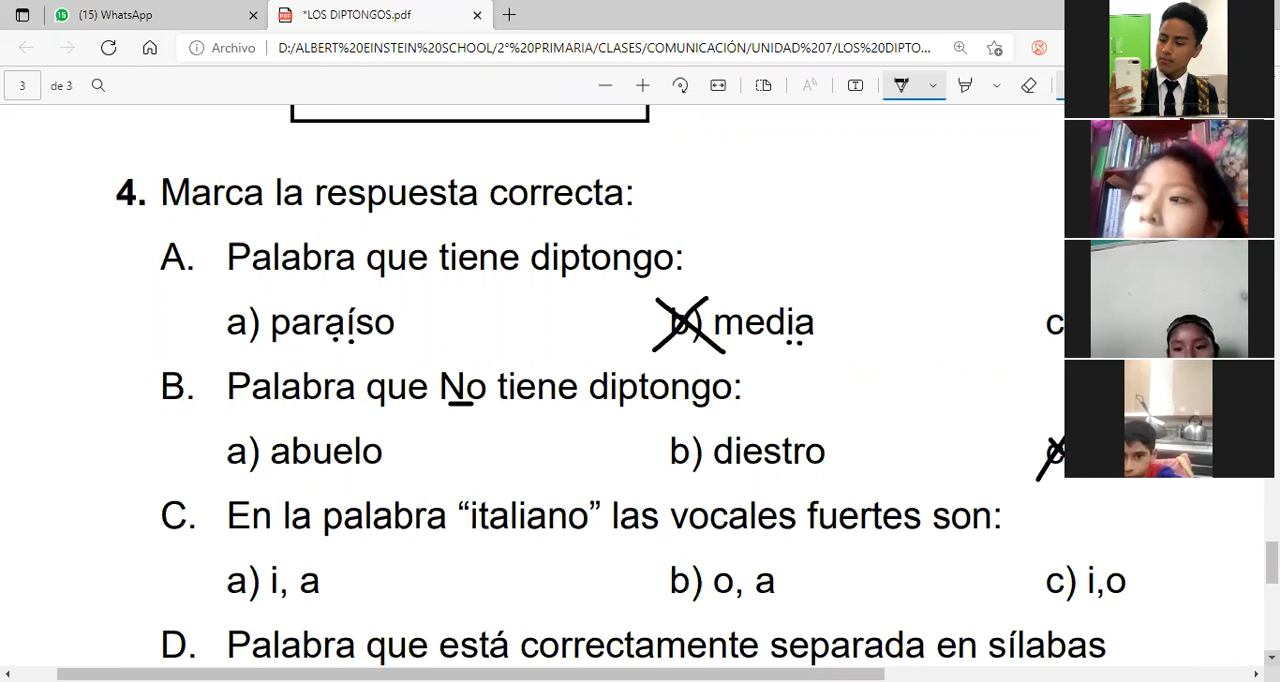 (15) WhatsApp
*LOS DIPTONGOS.pdf
Archivo
D:/ALBERT%20EINSTEIN%20SCHOOL/2°%20PRIMARIA/CLASES/COMUNICACIÓN/UNIDAD%207/LOS%20DIPTO...
3 de 3
4. Marca la respuesta correcta:
A. Palabra que tiene diptongo:
a) paraíso b) media c
B. Palabra que No tiene diptongo:
a) abuelo b) diestro
C. En la palabra “italiano” las vocales fuertes son:
a) i, a b) o, a c) i,o
D. Palabra que está correctamente separada en sílabas